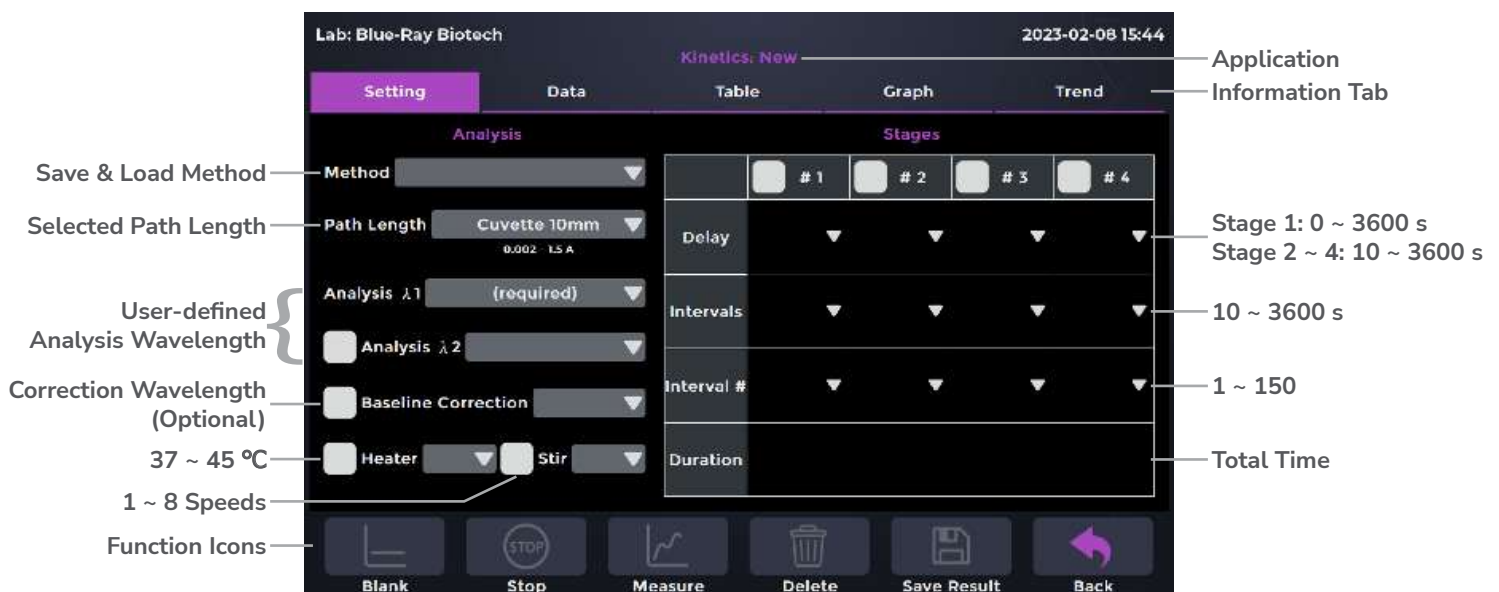 Lab: Blue-Ray Biotech
2023-02-08 15:44
Kinetics: New
Application
Setting
Data
Table
Graph
Trend
Information Tab
Analysis
Stages
Save & Load Method
Method
# 1
# 2
# 3
# 4
Selected Path Length
Path Length
Cuvette 10mm
0.002 - 1.5 A
Delay
Stage 1: 0 ~ 3600 s
Stage 2 ~ 4: 10 ~ 3600 s
User-defined
Analysis Wavelength
Analysis λ1
(required)
Analysis λ2
Intervals
10 ~ 3600 s
Correction Wavelength
(Optional)
Baseline Correction
Interval #
1 ~ 150
37 ~ 45 ℃
Heater
Stir
Duration
Total Time
1 ~ 8 Speeds
Function Icons
STOP
Blank
Stop
Measure
Delete
Save Result
Back